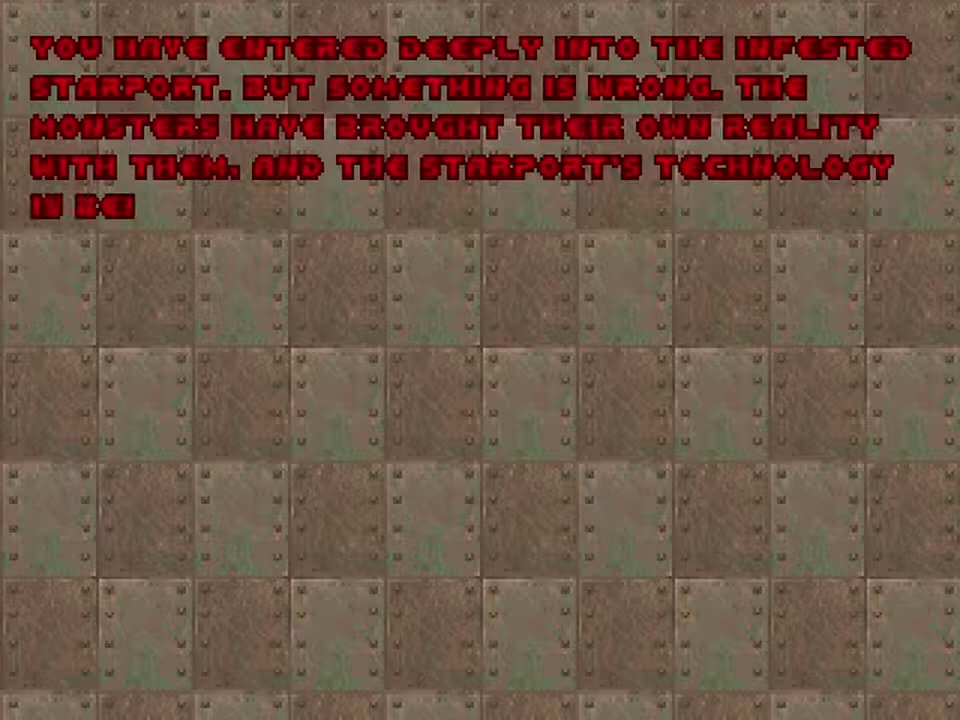 YOU HAVE ENTERED DEEPLY INTO THE INFESTED
STARPORT. BUT SOMETHING IS WRONG. THE
MONSTERS HAVE BROUGHT THEIR OWN REALITY
WITH THEM, AND THE STARPORT'S TECHNOLOGY
IS BEI